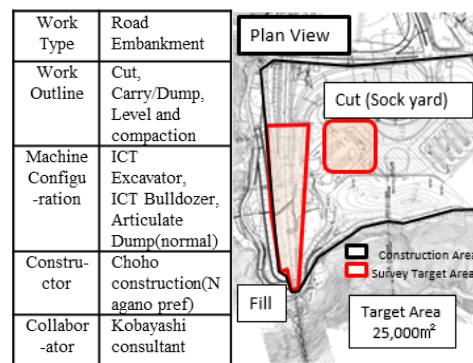 Work
Type
Road
Embankment
Work
Outline
Cut,
Carry/Dump,
Level and
compaction
Machine
Configu
-ration
ICT
Excavator,
ICT Bulldozer,
Articulate
Dump(normal)
Constru-
ctor
Choho
construction(N
agano pref)
Collabor
-ator
Kobayashi
consultant
Plan View
Cut (Sock yard)
Construction Area
Survey Target Area
Fill
Target Area
25,000㎡